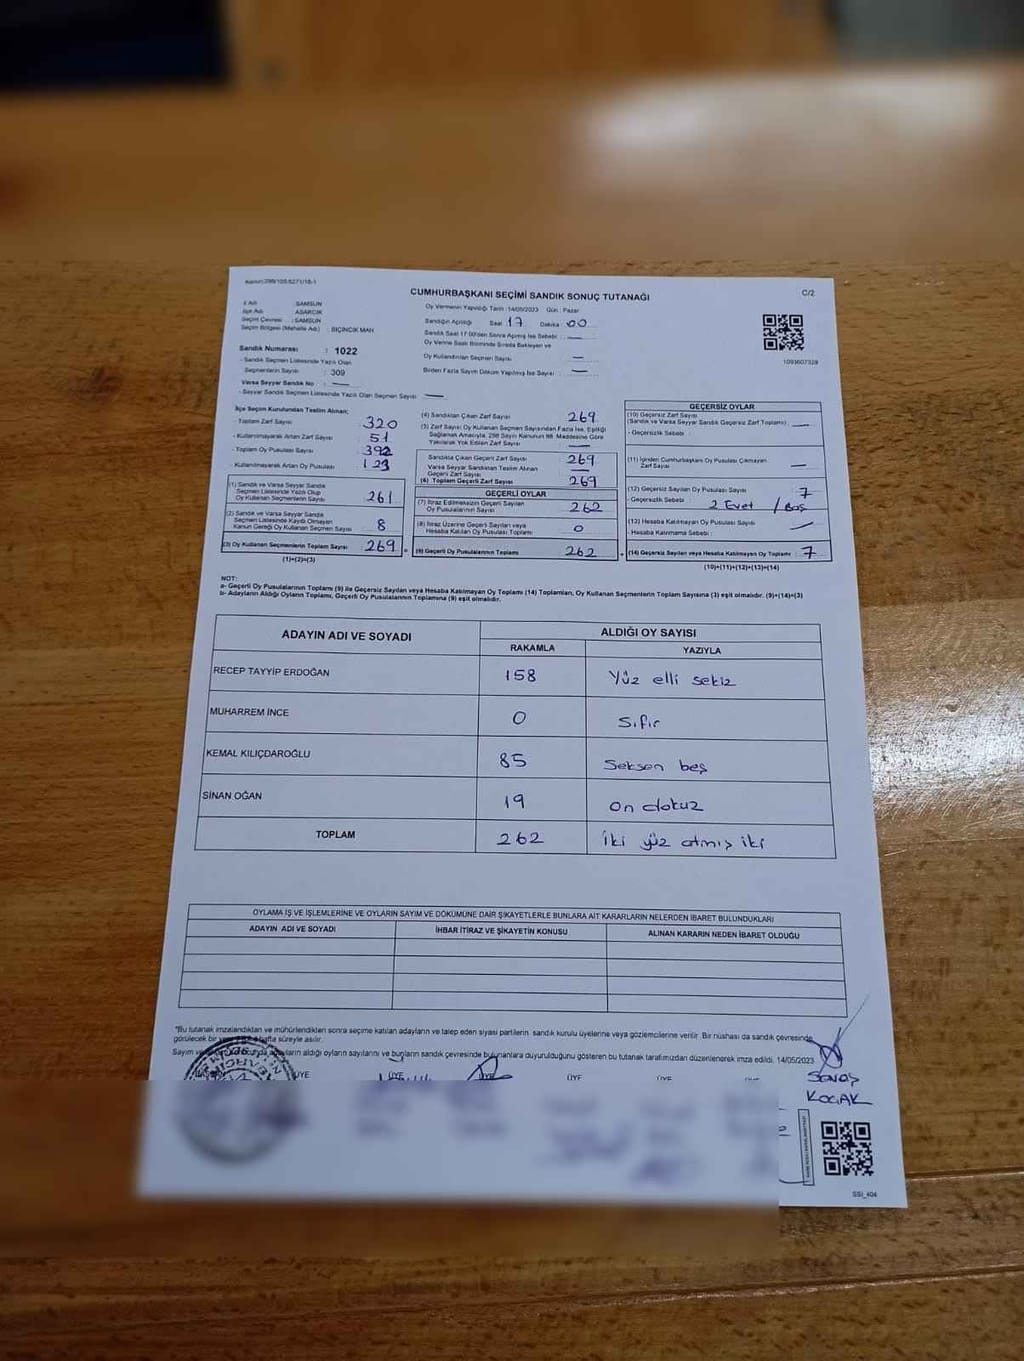 Kanun:298/105/6271/18-1
C/2
CUMHURBAŞKANI SEÇİMİ SANDIK SONUÇ TUTANAĞI
İl Adı : SAMSUN
İlçe Adı : ASARCIK
Seçim Çevresi : SAMSUN
Seçim Bölgesi (Mahalle Adı) : BİÇİNCİK MAH.
Sandık Numarası : 1022
- Sandık Seçmen Listesinde Yazılı Olan
Seçmenlerin Sayısı : 309
Varsa Seyyar Sandık No : —
- Seyyar Sandık Seçmen Listesinde Yazılı Olan Seçmen Sayısı —
Oy Vermenin Yapıldığı Tarih :14/05/2023 Gün : Pazar
Sandığın Açıldığı Saat 17 Dakika 00
Sandık Saat 17:00'den Sonra Açılmış İse Sebebi : —
Oy Verme Saati Bitiminde Sırada Bekleyen ve
Oy Kullandırılan Seçmen Sayısı —
Birden Fazla Sayım Döküm Yapılmış İse Sayısı : —
1093607329
İlçe Seçim Kurulundan Teslim Alınan;
- Toplam Zarf Sayısı 320
- Kullanılmayarak Artan Zarf Sayısı 51
- Toplam Oy Pusulası Sayısı 392
- Kullanılmayarak Artan Oy Pusulası 123
(1) Sandık ve Varsa Seyyar Sandık
Seçmen Listesinde Yazılı Olup
Oy Kullanan Seçmenlerin Sayısı 261
(2) Sandık ve Varsa Seyyar Sandık
Seçmen Listesinde Kayıtlı Olmayan
Kanun Gereği Oy Kullanan Seçmen Sayısı 8
(3) Oy Kullanan Seçmenlerin Toplam Sayısı 269
(1)+(2)=(3)
(4) Sandıktan Çıkan Zarf Sayısı 269
(5) Zarf Sayısı Oy Kullanan Seçmen Sayısından Fazla İse, Eşitliği
Sağlamak Amacıyla, 298 Sayılı Kanunun 98. Maddesine Göre
Yakılarak Yok Edilen Zarf Sayısı —
Sandıkta Çıkan Geçerli Zarf Sayısı 269
Varsa Seyyar Sandıktan Teslim Alınan
Geçerli Zarf Sayısı —
(6) Toplam Geçerli Zarf Sayısı 269
GEÇERLİ OYLAR
(7) İtiraz Edilmeksizin Geçerli Sayılan
Oy Pusulalarının Sayısı 262
(8) İtiraz Üzerine Geçerli Sayılan veya
Hesaba Katılan Oy Pusulası Toplamı 0
(9) Geçerli Oy Pusulalarının Toplamı 262
GEÇERSİZ OYLAR
(10) Geçersiz Zarf Sayısı
(Sandık ve Varsa Seyyar Sandık Geçersiz Zarf Toplamı) —
- Geçersizlik Sebebi :
(11) İçinden Cumhurbaşkanı Oy Pusulası Çıkmayan
Zarf Sayısı —
(12) Geçersiz Sayılan Oy Pusulası Sayısı 7
- Geçersizlik Sebebi : 2 Evet / Boş
(13) Hesaba Katılmayan Oy Pusulası Sayısı —
- Hesaba Katılmama Sebebi :
(14) Geçersiz Sayılan veya Hesaba Katılmayan Oy Toplamı 7
(10)+(11)+(12)+(13)=(14)
NOT:
a- Geçerli Oy Pusulalarının Toplamı (9) ile Geçersiz Sayılan veya Hesaba Katılmayan Oy Toplamı (14) Toplamları, Oy Kullanan Seçmenlerin Toplam Sayısına (3) eşit olmalıdır. (9)+(14)=(3)
b- Adayların Aldığı Oyların Toplamı, Geçerli Oy Pusulalarının Toplamına (9) eşit olmalıdır.
ADAYIN ADI VE SOYADI ALDIĞI OY SAYISI
RAKAMLA YAZIYLA
RECEP TAYYİP ERDOĞAN 158 Yüz elli sekiz
MUHARREM İNCE 0 Sıfır
KEMAL KILIÇDAROĞLU 85 Seksen beş
SİNAN OĞAN 19 on dokuz
TOPLAM 262 iki yüz atmış iki
OYLAMA İŞ VE İŞLEMLERİNE VE OYLARIN SAYIM VE DÖKÜMÜNE DAİR ŞİKAYETLERLE BUNLARA AİT KARARLARIN NELERDEN İBARET BULUNDUKLARI
ADAYIN ADI VE SOYADI İHBAR İTİRAZ VE ŞİKAYETİN KONUSU ALINAN KARARIN NEDEN İBARET OLDUĞU
"Bu tutanak imzalandıktan ve mühürlendikten sonra seçime katılan adayların ve talep eden siyasi partilerin sandık kurulu üyelerine veya gözlemcilerine verilir. Bir nüshası da sandık çevresinde
görülecek bir hafta süreyle asılır.
Sayım adayların aldığı oyların sayılarını ve bunların sandık çevresinde bulunanlara duyurulduğunu gösteren bu tutanak tarafımızdan düzenlenerek imza edildi. 14/05/2023
ÜYE ÜYE ÜYE ÜYE ÜYE
SAVAŞ
KOÇAK
SSİ_404